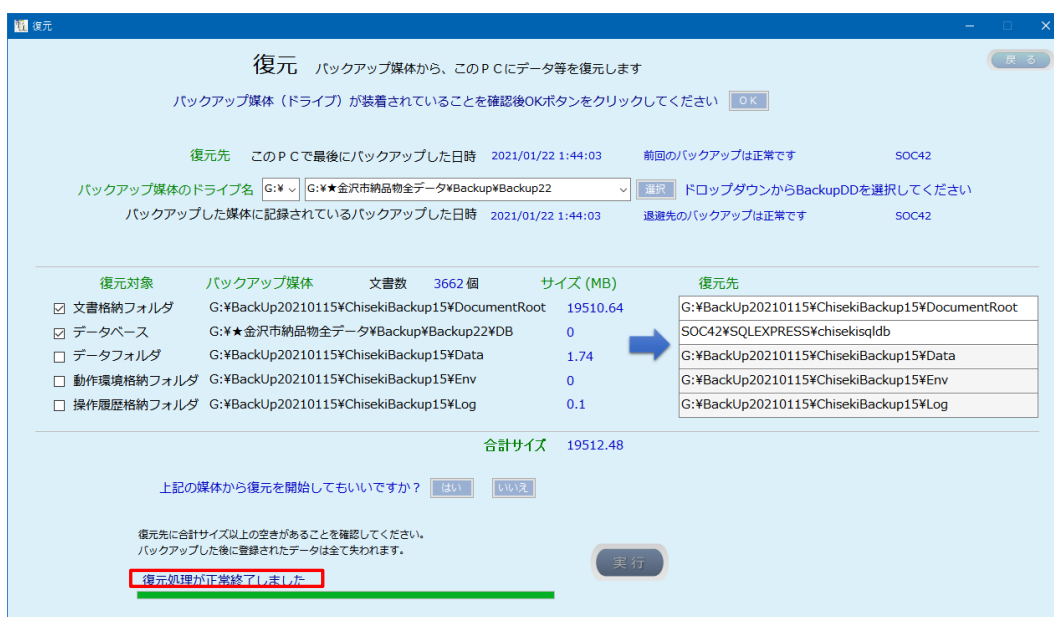 復元
復元 バックアップ媒体から、このＰＣにデータ等を復元します
戻 る
バックアップ媒体（ドライブ）が装着されていることを確認後OKボタンをクリックしてください ＯＫ
復元先 このＰＣで最後にバックアップした日時 2021/01/22 1:44:03 前回のバックアップは正常です SOC42
バックアップ媒体のドライブ名 G:¥ G:¥★金沢市納品物全データ¥Backup¥Backup22 選択 ドロップダウンからBackupDDを選択してください
バックアップした媒体に記録されているバックアップした日時 2021/01/22 1:44:03 退避先のバックアップは正常です SOC42
復元対象 バックアップ媒体 文書数 3662 個 サイズ (MB) 復元先
文書格納フォルダ G:¥BackUp20210115¥ChisekiBackup15¥DocumentRoot 19510.64 G:¥BackUp20210115¥ChisekiBackup15¥DocumentRoot
データベース G:¥★金沢市納品物全データ¥Backup¥Backup22¥DB 0 SOC42¥SQLEXPRESS¥chisekisqldb
データフォルダ G:¥BackUp20210115¥ChisekiBackup15¥Data 1.74 G:¥BackUp20210115¥ChisekiBackup15¥Data
動作環境格納フォルダ G:¥BackUp20210115¥ChisekiBackup15¥Env 0 G:¥BackUp20210115¥ChisekiBackup15¥Env
操作履歴格納フォルダ G:¥BackUp20210115¥ChisekiBackup15¥Log 0.1 G:¥BackUp20210115¥ChisekiBackup15¥Log
合計サイズ 19512.48
上記の媒体から復元を開始してもいいですか？ はい いいえ
復元先に合計サイズ以上の空きがあることを確認してください。
バックアップした後に登録されたデータは全て失われます。
実 行
復元処理が正常終了しました